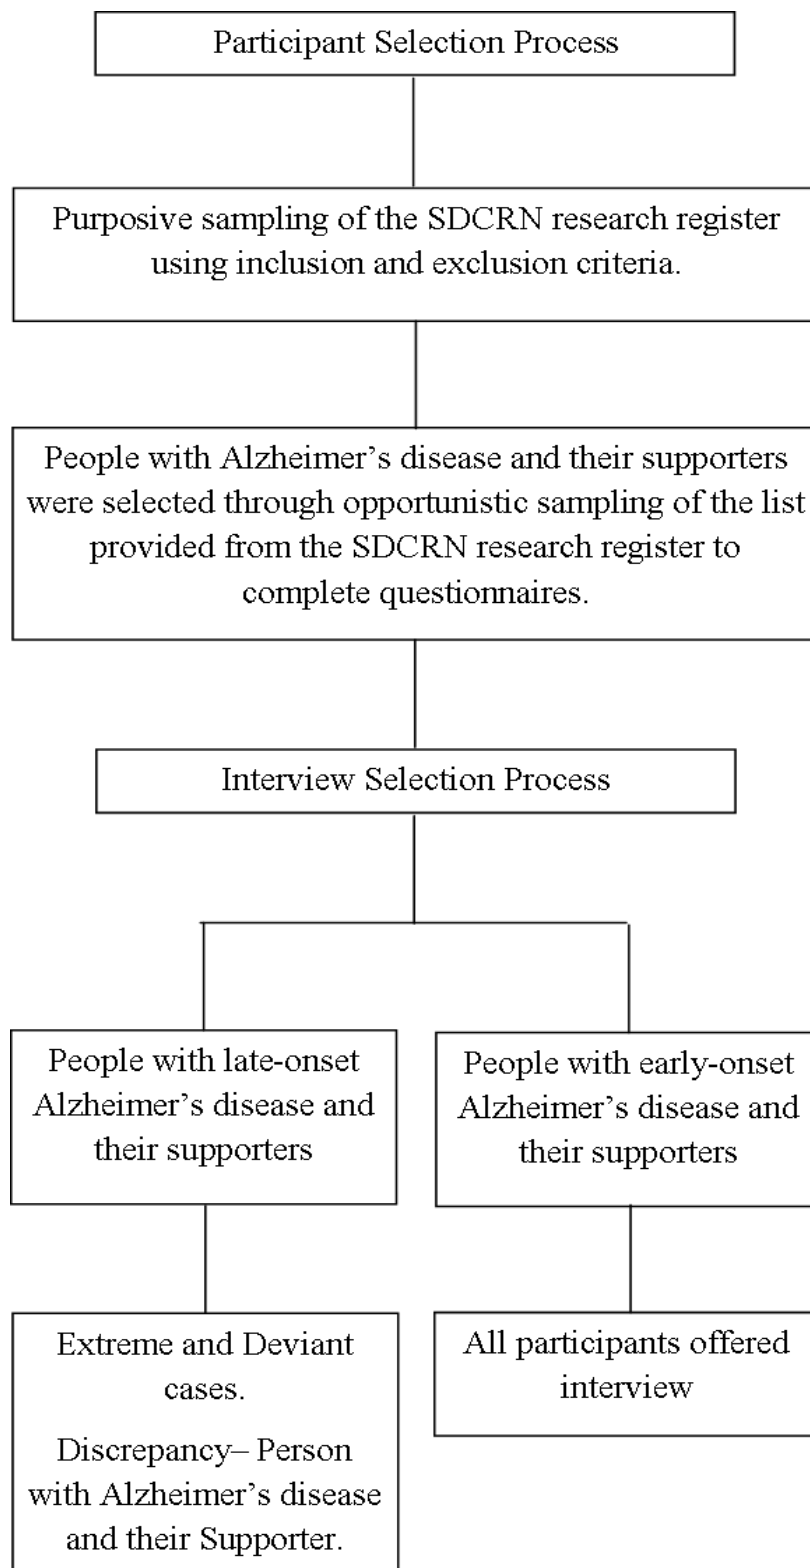 Participant Selection Process
Purposive sampling of the SDCRN research register
using inclusion and exclusion criteria.
People with Alzheimer’s disease and their supporters
were selected through opportunistic sampling of the list
provided from the SDCRN research register to
complete questionnaires.
Interview Selection Process
People with late-onset
Alzheimer’s disease and
their supporters
People with early-onset
Alzheimer’s disease and
their supporters
Extreme and Deviant
cases.
Discrepancy– Person
with Alzheimer’s disease
and their Supporter.
All participants offered
interview